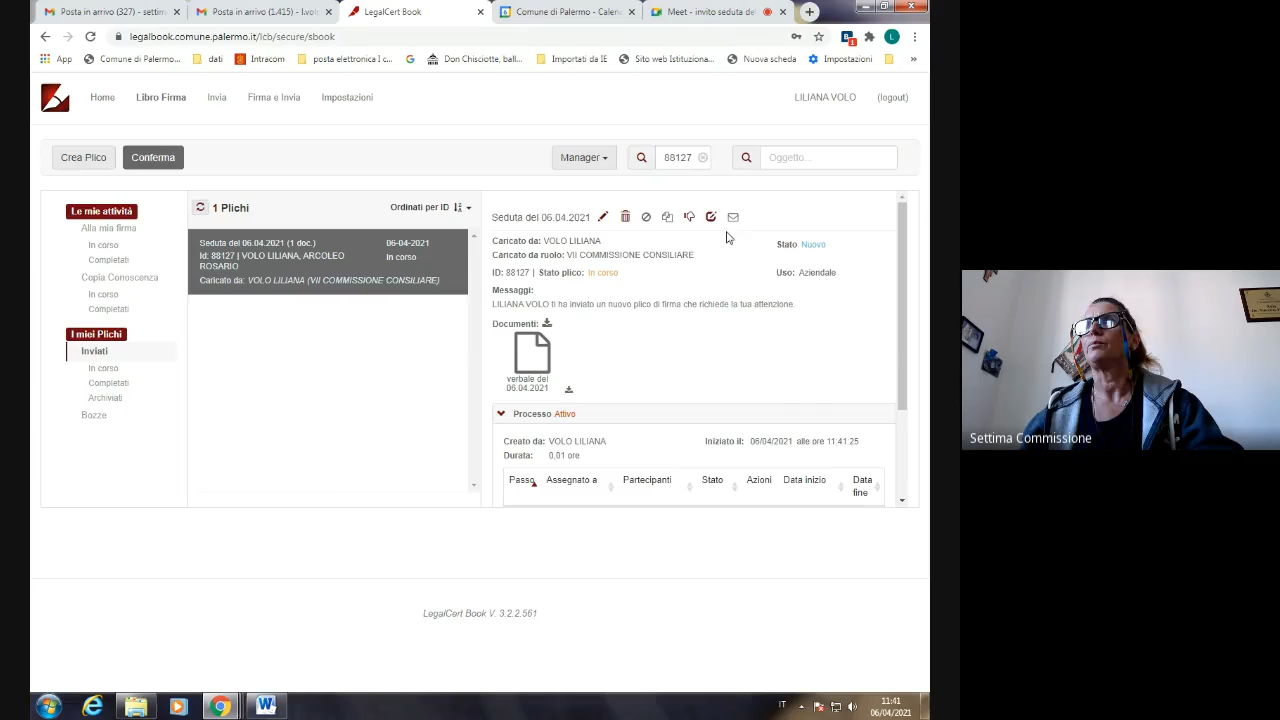 Posta in arrivo (327) - settim
Posta in arrivo (1.415) - l.volo
LegalCert Book
Comune di Palermo - Calend
Meet - invito seduta del
legalbook.comune.palermo.it/lcb/secure/sbook
App
Comune di Palermo...
dati
Intracom
posta elettronica I c...
Don Chisciotte, ball...
Importati da IE
Sito web Istituziona...
Nuova scheda
Impostazioni
»
Home
Libro Firma
Invia
Firma e Invia
Impostazioni
LILIANA VOLO
(logout)
Crea Plico
Conferma
Manager
88127
Oggetto...
Le mie attività
Alla mia firma
In corso
Completati
Copia Conoscenza
In corso
Completati
I miei Plichi
Inviati
In corso
Completati
Archiviati
Bozze
1 Plichi
Ordinati per ID
Seduta del 06.04.2021 (1 doc.)
06-04-2021
Id: 88127 | VOLO LILIANA, ARCOLEO
ROSARIO
In corso
Caricato da: VOLO LILIANA (VII COMMISSIONE CONSILIARE)
Seduta del 06.04.2021
Caricato da: VOLO LILIANA
Stato Nuovo
Caricato da ruolo: VII COMMISSIONE CONSILIARE
ID: 88127 | Stato plico: In corso
Uso: Aziendale
Messaggi:
LILIANA VOLO ti ha inviato un nuovo plico di firma che richiede la tua attenzione.
Documenti:
verbale del
06.04.2021
Processo Attivo
Creato da: VOLO LILIANA
Iniziato il: 06/04/2021 alle ore 11:41:25
Durata: 0,01 ore
Passo
Assegnato a
Partecipanti
Stato
Azioni
Data inizio
Data
fine
LegalCert Book V. 3.2.2.561
IT
11:41
06/04/2021
Settima Commissione